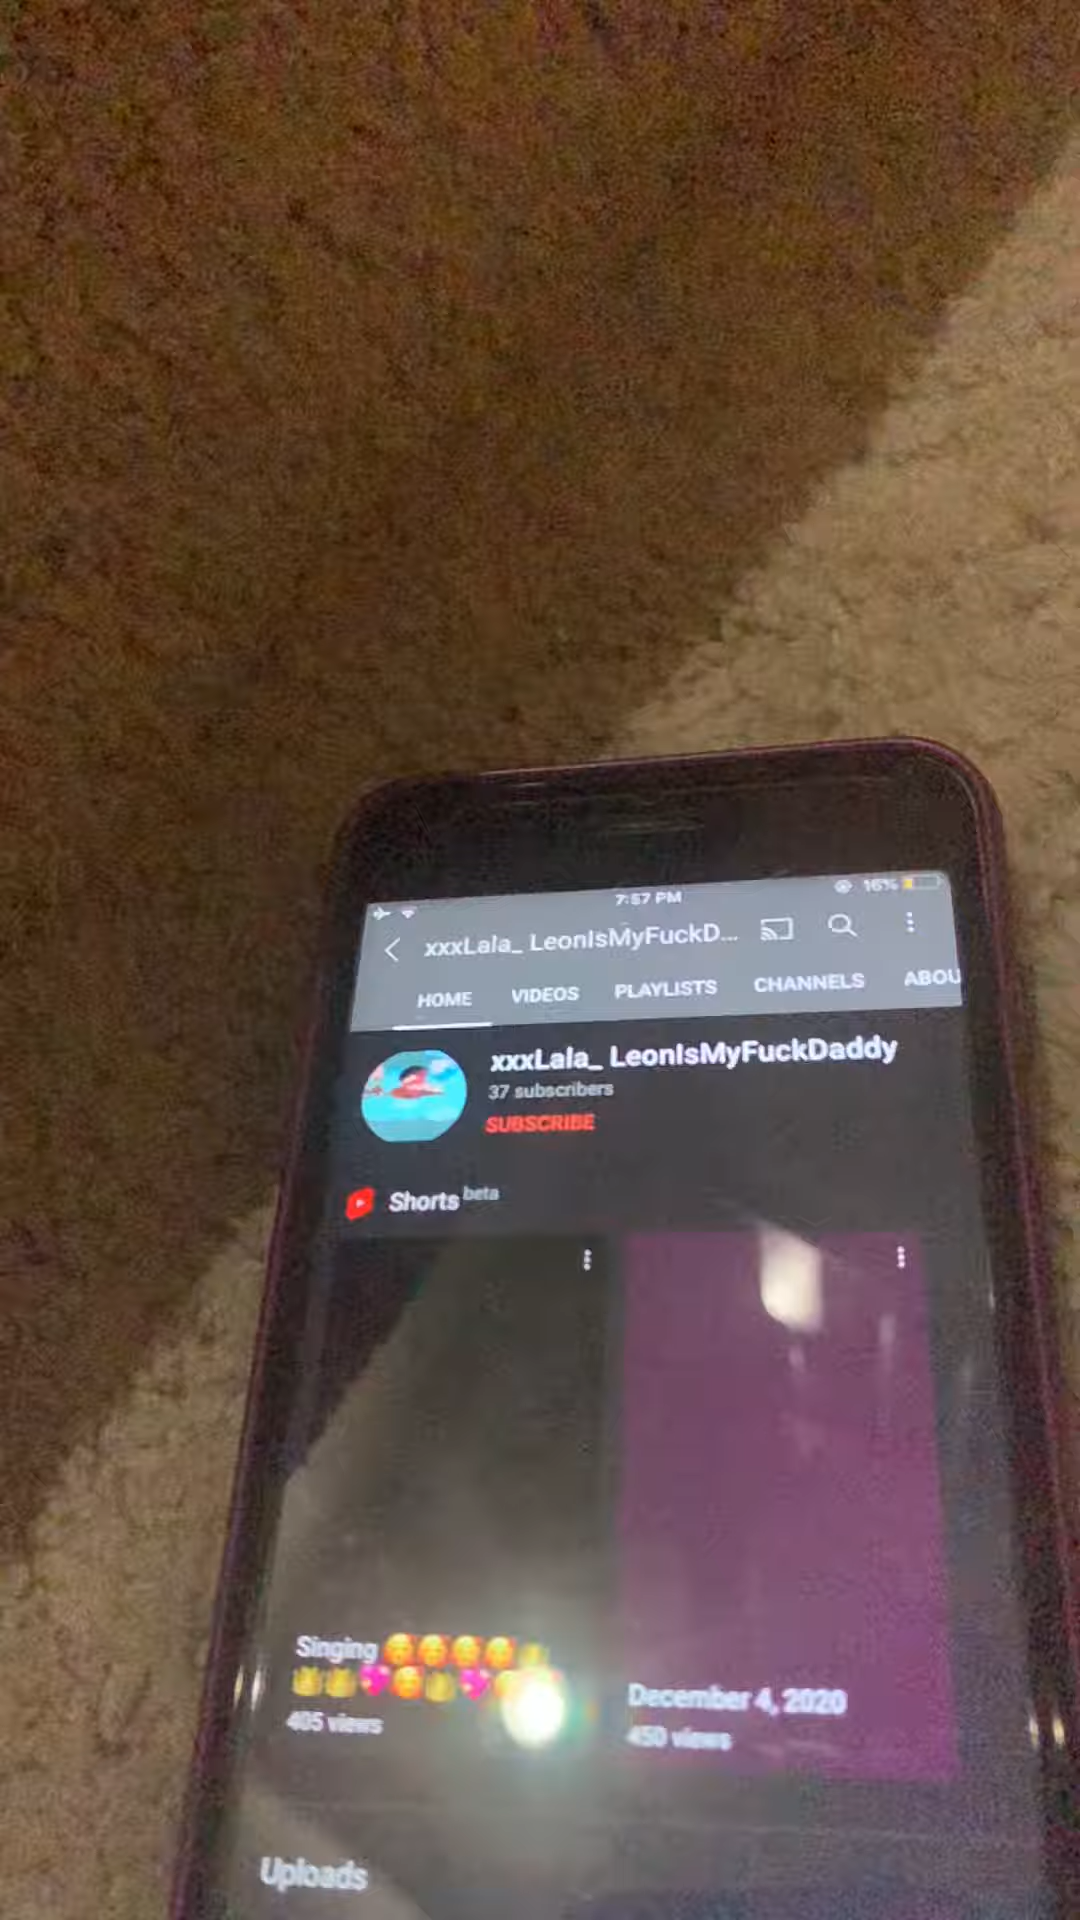 7:57 PM
16%
xxxLala_ LeonIsMyFuckD...
HOME VIDEOS PLAYLISTS CHANNELS ABOU
xxxLala_ LeonIsMyFuckDaddy
37 subscribers
SUBSCRIBE
Shorts beta
Singing 🥰🥰🥰🥰👑
👑👑💖🥰👑💖
405 views
December 4, 2020
450 views
Uploads